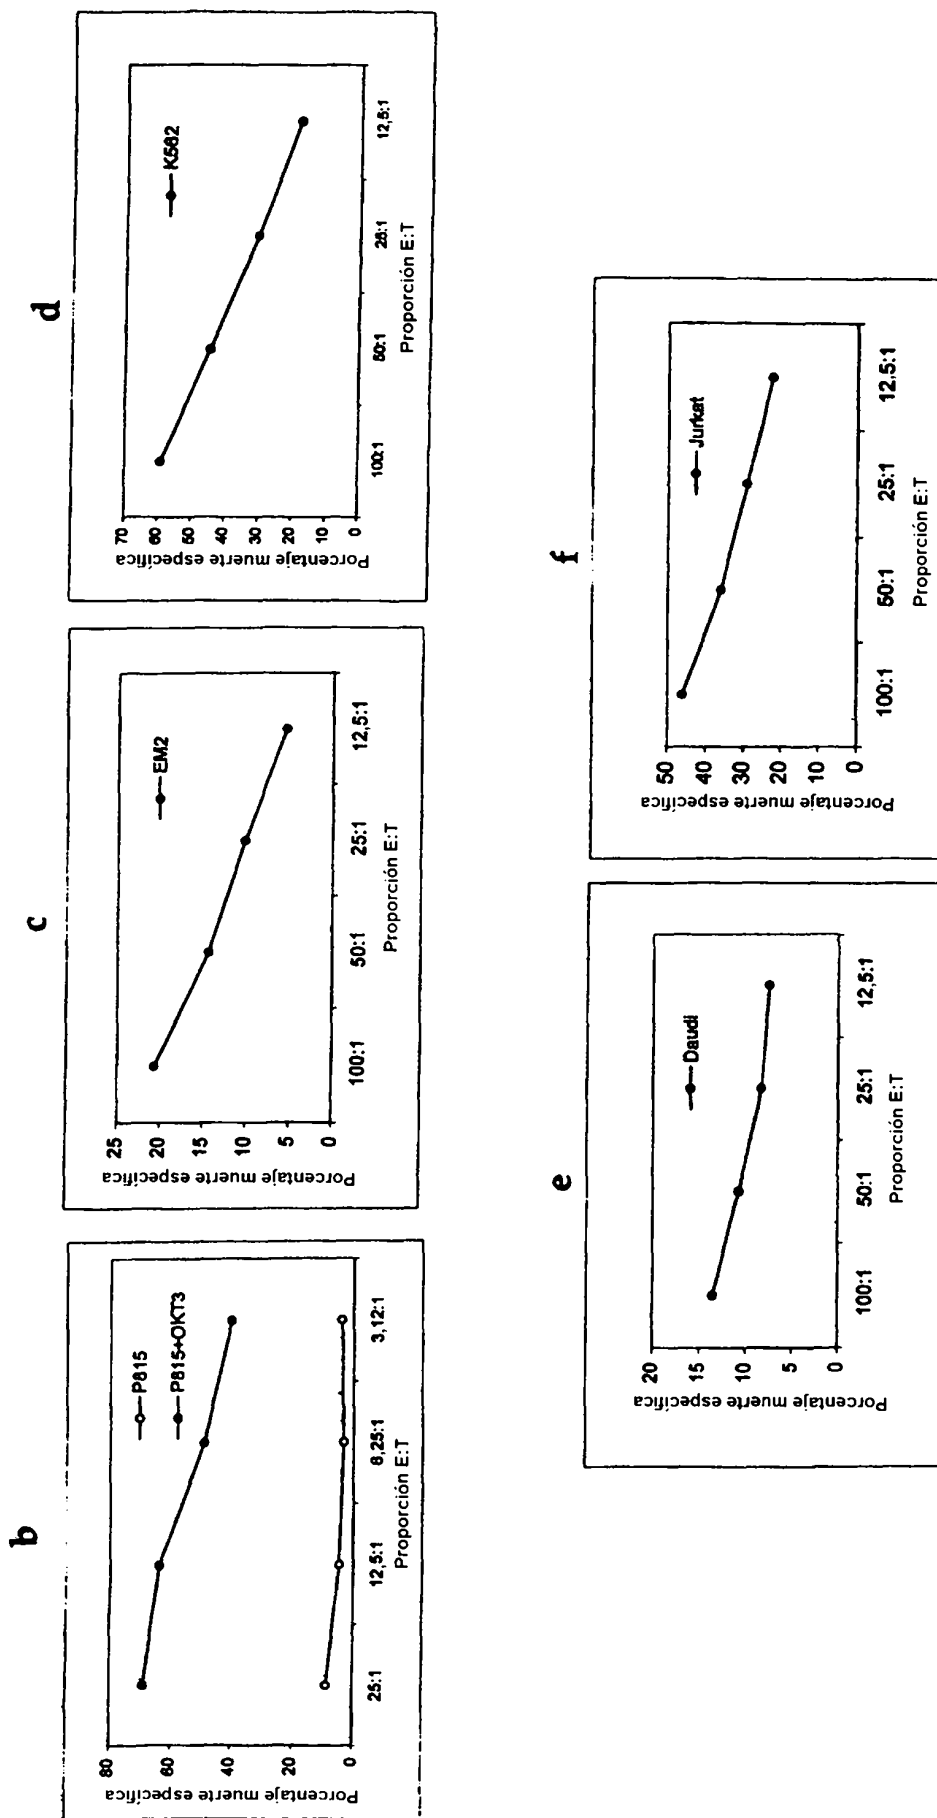 b
Porcentaje muerte específica
80
60
40
20
0
P815
P815+OKT3
25:1
12,5:1
6,25:1
3,12:1
Proporción E:T
c
Porcentaje muerte específica
25
20
15
10
5
0
EM2
100:1
50:1
25:1
12,5:1
Proporción E:T
d
Porcentaje muerte específica
70
60
50
40
30
20
10
0
K562
100:1
50:1
25:1
12,5:1
Proporción E:T
e
Porcentaje muerte específica
20
15
10
5
0
Daudi
100:1
50:1
25:1
12,5:1
Proporción E:T
f
Porcentaje muerte específica
50
40
30
20
10
0
Jurkat
100:1
50:1
25:1
12,5:1
Proporción E:T